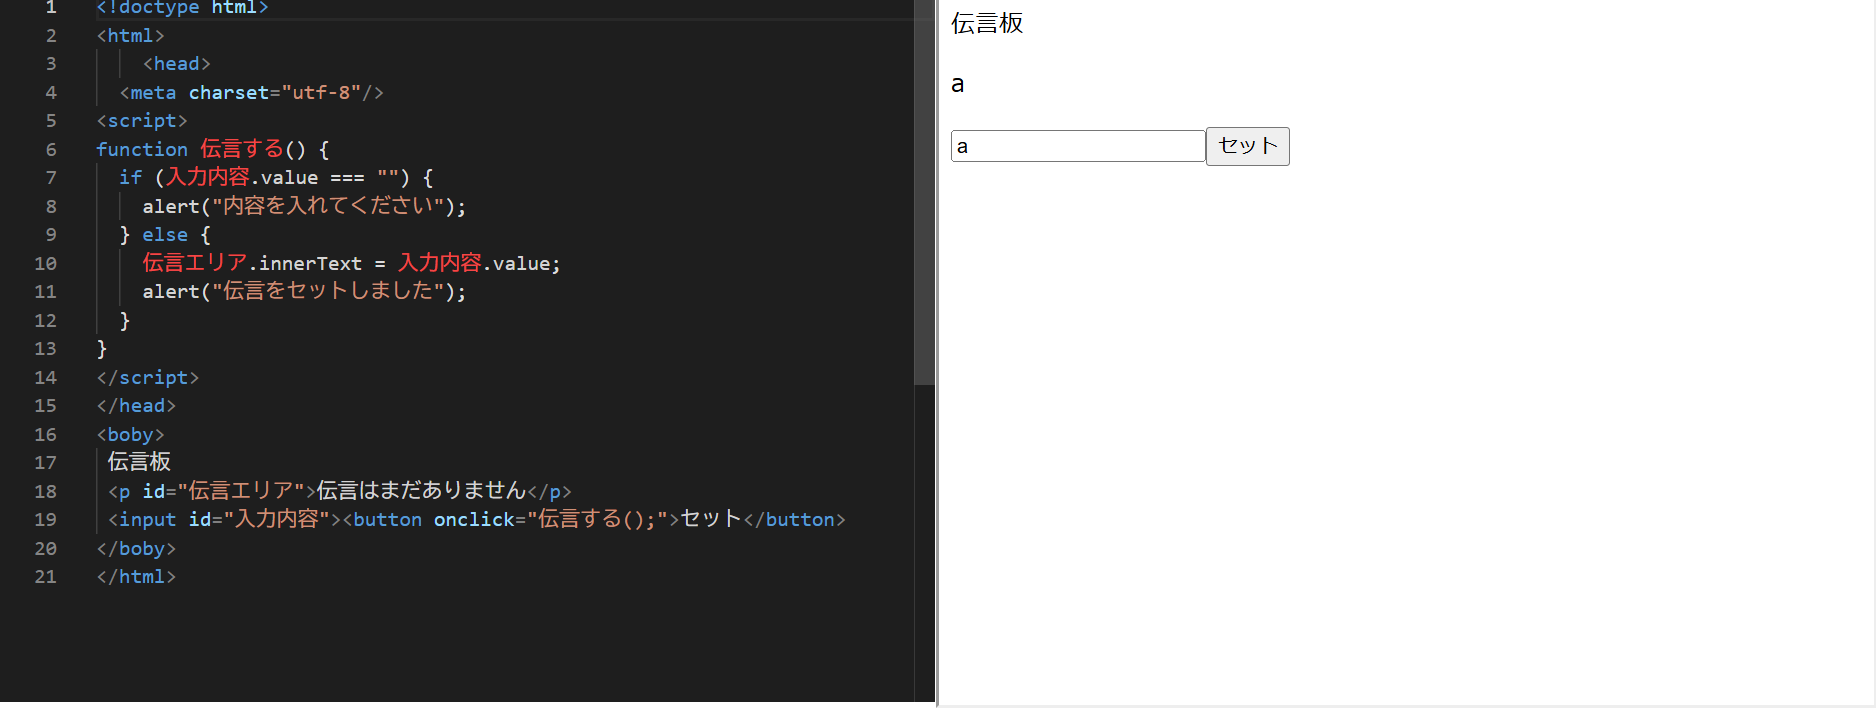 1 <!doctype html>
2 <html>
3 <head>
4 <meta charset="utf-8"/>
5 <script>
6 function 伝言する() {
7 if (入力内容.value === "") {
8 alert("内容を入れてください");
9 } else {
10 伝言エリア.innerText = 入力内容.value;
11 alert("伝言をセットしました");
12 }
13 }
14 </script>
15 </head>
16 <boby>
17 伝言板
18 <p id="伝言エリア">伝言はまだありません</p>
19 <input id="入力内容"><button onclick="伝言する();">セット</button>
20 </boby>
21 </html>
伝言板
a
a セット